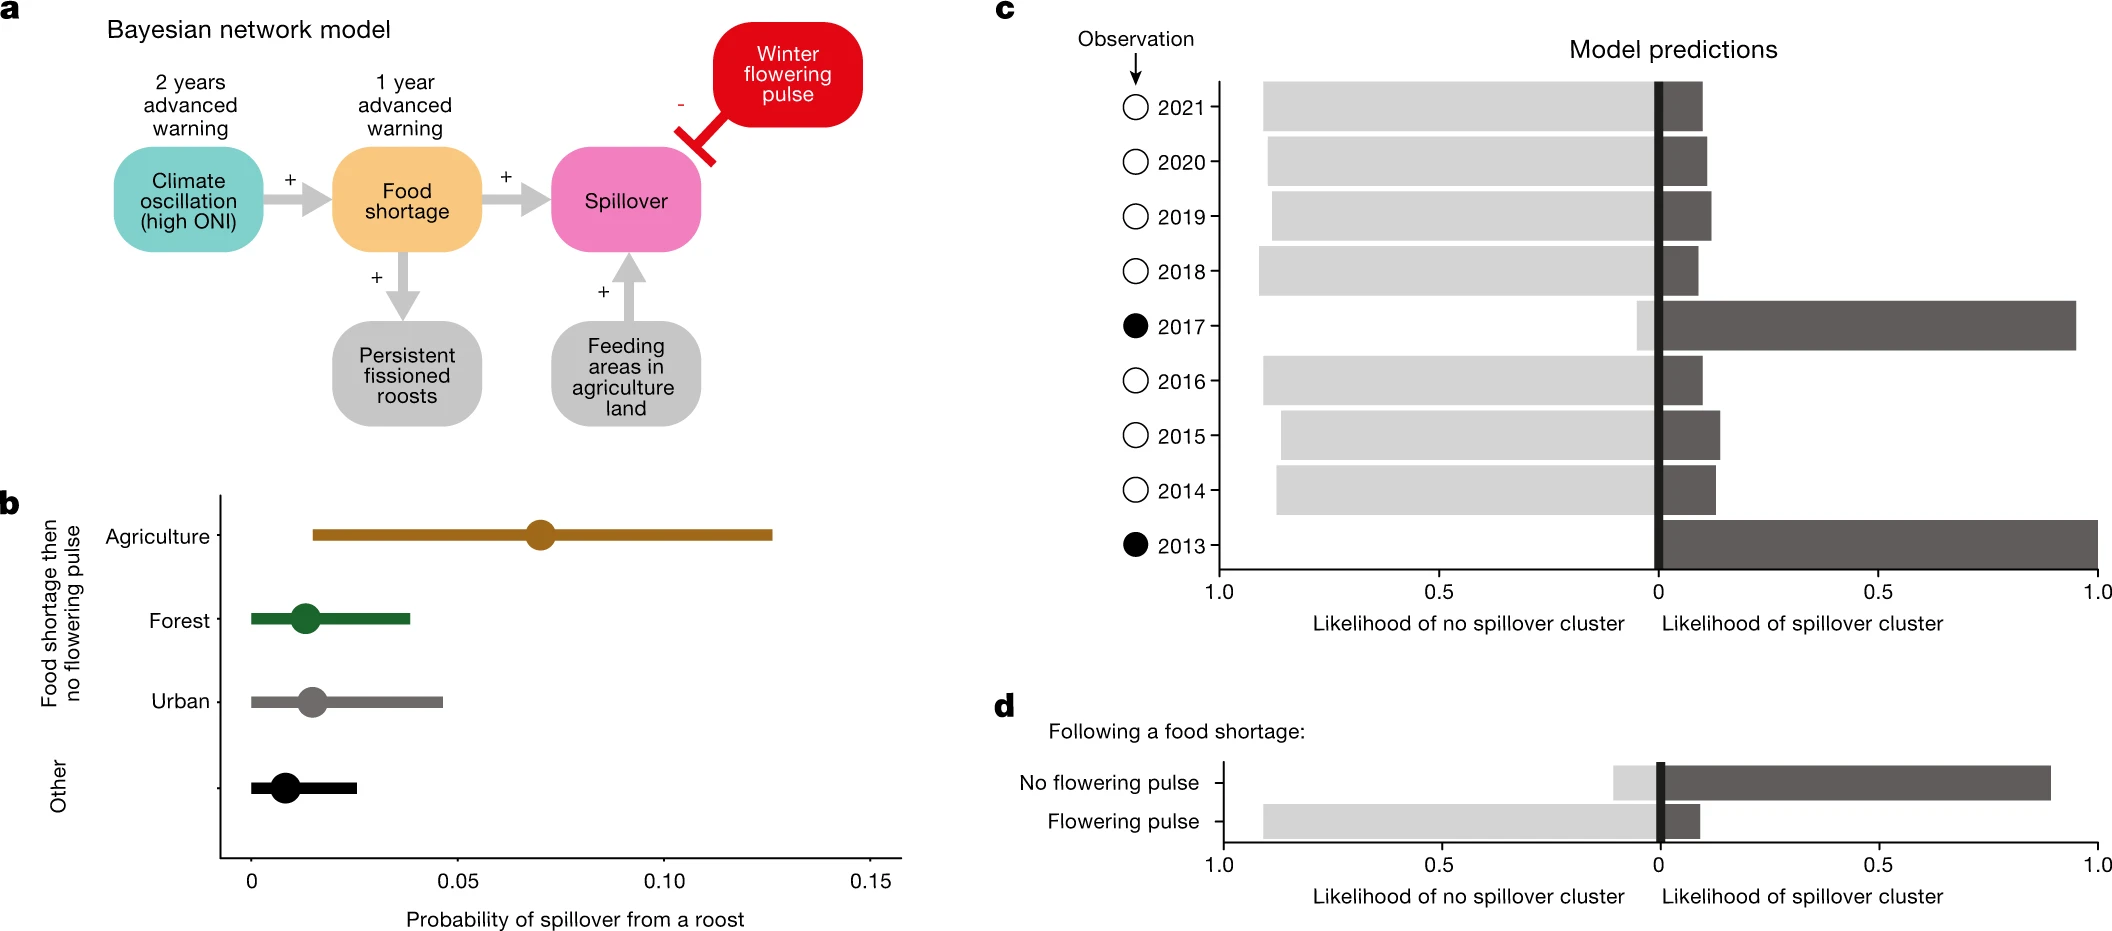 a
Bayesian network model
2 years
advanced
warning
1 year
advanced
warning
Winter
flowering
pulse
-
Climate
oscillation
(high ONI)
+
Food
shortage
+
Spillover
+
Persistent
fissioned
roosts
+
Feeding
areas in
agriculture
land
b
Food shortage then
no flowering pulse
Agriculture
Forest
Urban
Other
0 0.05 0.10 0.15
Probability of spillover from a roost
c
Observation
Model predictions
2021
2020
2019
2018
2017
2016
2015
2014
2013
1.0 0.5 0 0.5 1.0
Likelihood of no spillover cluster Likelihood of spillover cluster
d
Following a food shortage:
No flowering pulse
Flowering pulse
1.0 0.5 0 0.5 1.0
Likelihood of no spillover cluster Likelihood of spillover cluster